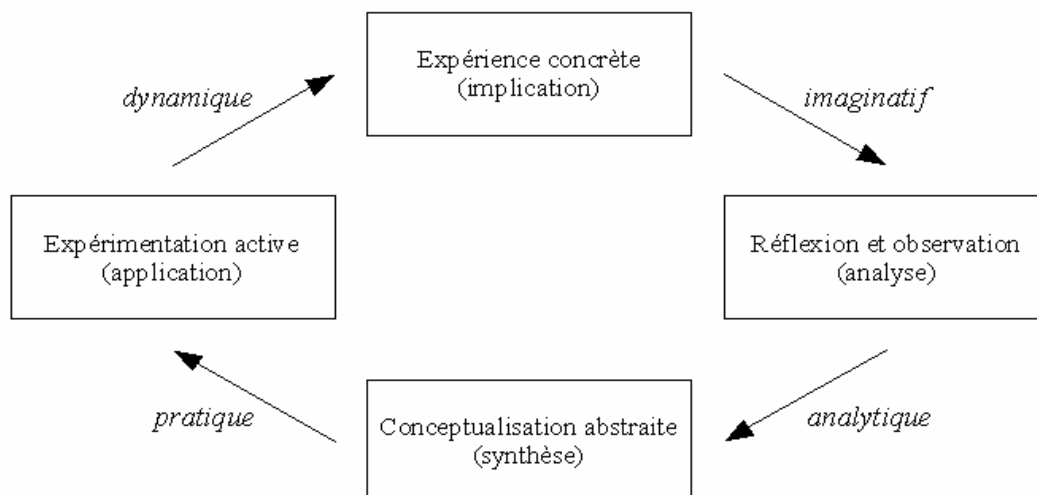 Expérience concrète
(implication)
dynamique
imaginatif
Expérimentation active
(application)
Réflexion et observation
(analyse)
pratique
Conceptualisation abstraite
(synthèse)
analytique